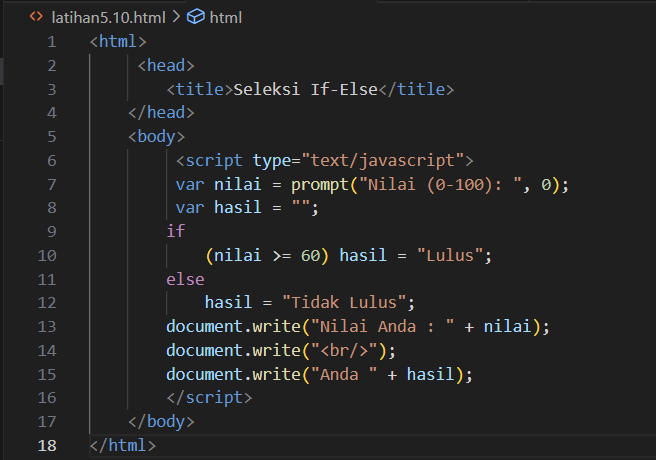 latihan5.10.html > html
1 <html>
2 <head>
3 <title>Seleksi If-Else</title>
4 </head>
5 <body>
6 <script type="text/javascript">
7 var nilai = prompt("Nilai (0-100): ", 0);
8 var hasil = "";
9 if
10 (nilai >= 60) hasil = "Lulus";
11 else
12 hasil = "Tidak Lulus";
13 document.write("Nilai Anda : " + nilai);
14 document.write("<br/>");
15 document.write("Anda " + hasil);
16 </script>
17 </body>
18 </html>